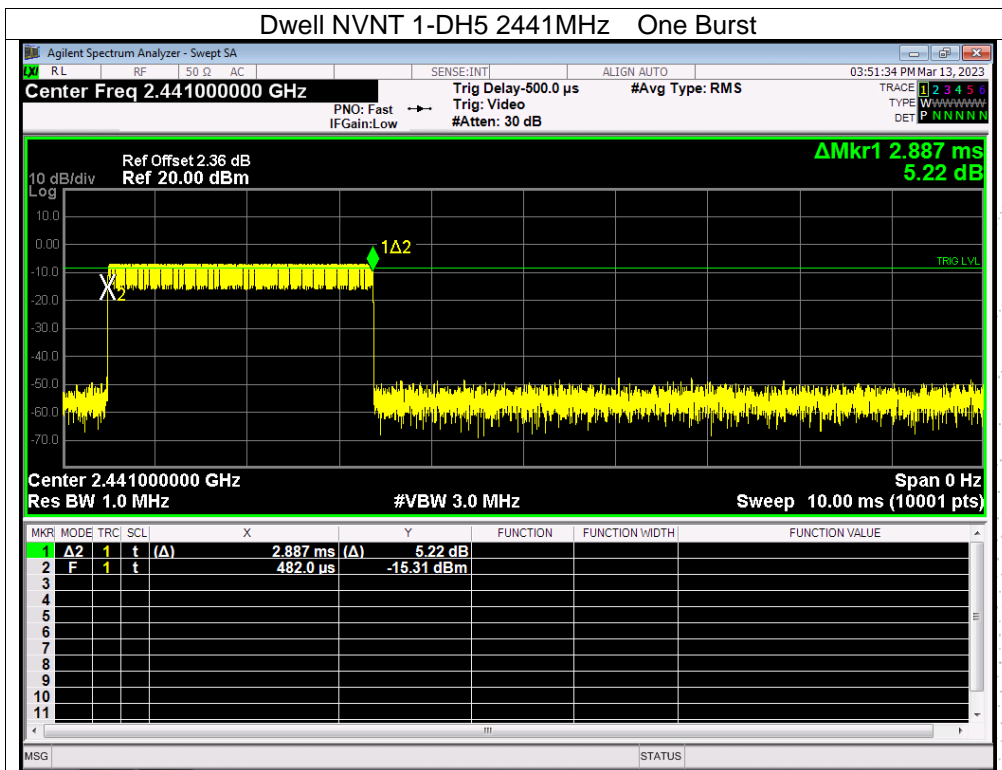 Dwell NVNT 1-DH5 2441MHz One Burst
Agilent Spectrum Analyzer - Swept SA
LXI RL RF 50 Ω AC SENSE:INT ALIGN AUTO 03:51:34 PM Mar 13, 2023
Center Freq 2.441000000 GHz
PNO: Fast
IFGain:Low
Trig Delay-500.0 µs
Trig: Video
#Atten: 30 dB
#Avg Type: RMS
TRACE 1 2 3 4 5 6
TYPE WWWWWWW
DET P N N N N N
ΔMkr1 2.887 ms
5.22 dB
Ref Offset 2.36 dB
10 dB/div Ref 20.00 dBm
Log
10.0
0.00
-10.0
-20.0
-30.0
-40.0
-50.0
-60.0
-70.0
1Δ2
X2
TRIG LVL
Center 2.441000000 GHz Span 0 Hz
Res BW 1.0 MHz #VBW 3.0 MHz Sweep 10.00 ms (10001 pts)
MKR MODE TRC SCL X Y FUNCTION FUNCTION WIDTH FUNCTION VALUE
1 Δ2 1 t (Δ) 2.887 ms (Δ) 5.22 dB
2 F 1 t 482.0 µs -15.31 dBm
3
4
5
6
7
8
9
10
11
MSG STATUS